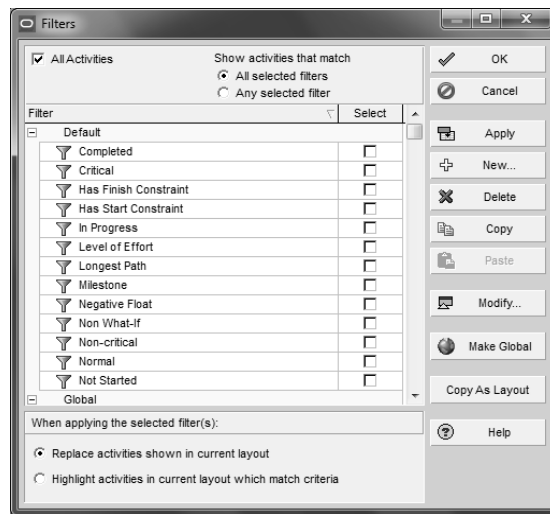 Filters
All Activities
Show activities that match
All selected filters
Any selected filter
Filter Select
Default
Completed
Critical
Has Finish Constraint
Has Start Constraint
In Progress
Level of Effort
Longest Path
Milestone
Negative Float
Non What-If
Non-critical
Normal
Not Started
Global
When applying the selected filter(s):
Replace activities shown in current layout
Highlight activities in current layout which match criteria
OK
Cancel
Apply
New...
Delete
Copy
Paste
Modify...
Make Global
Copy As Layout
Help